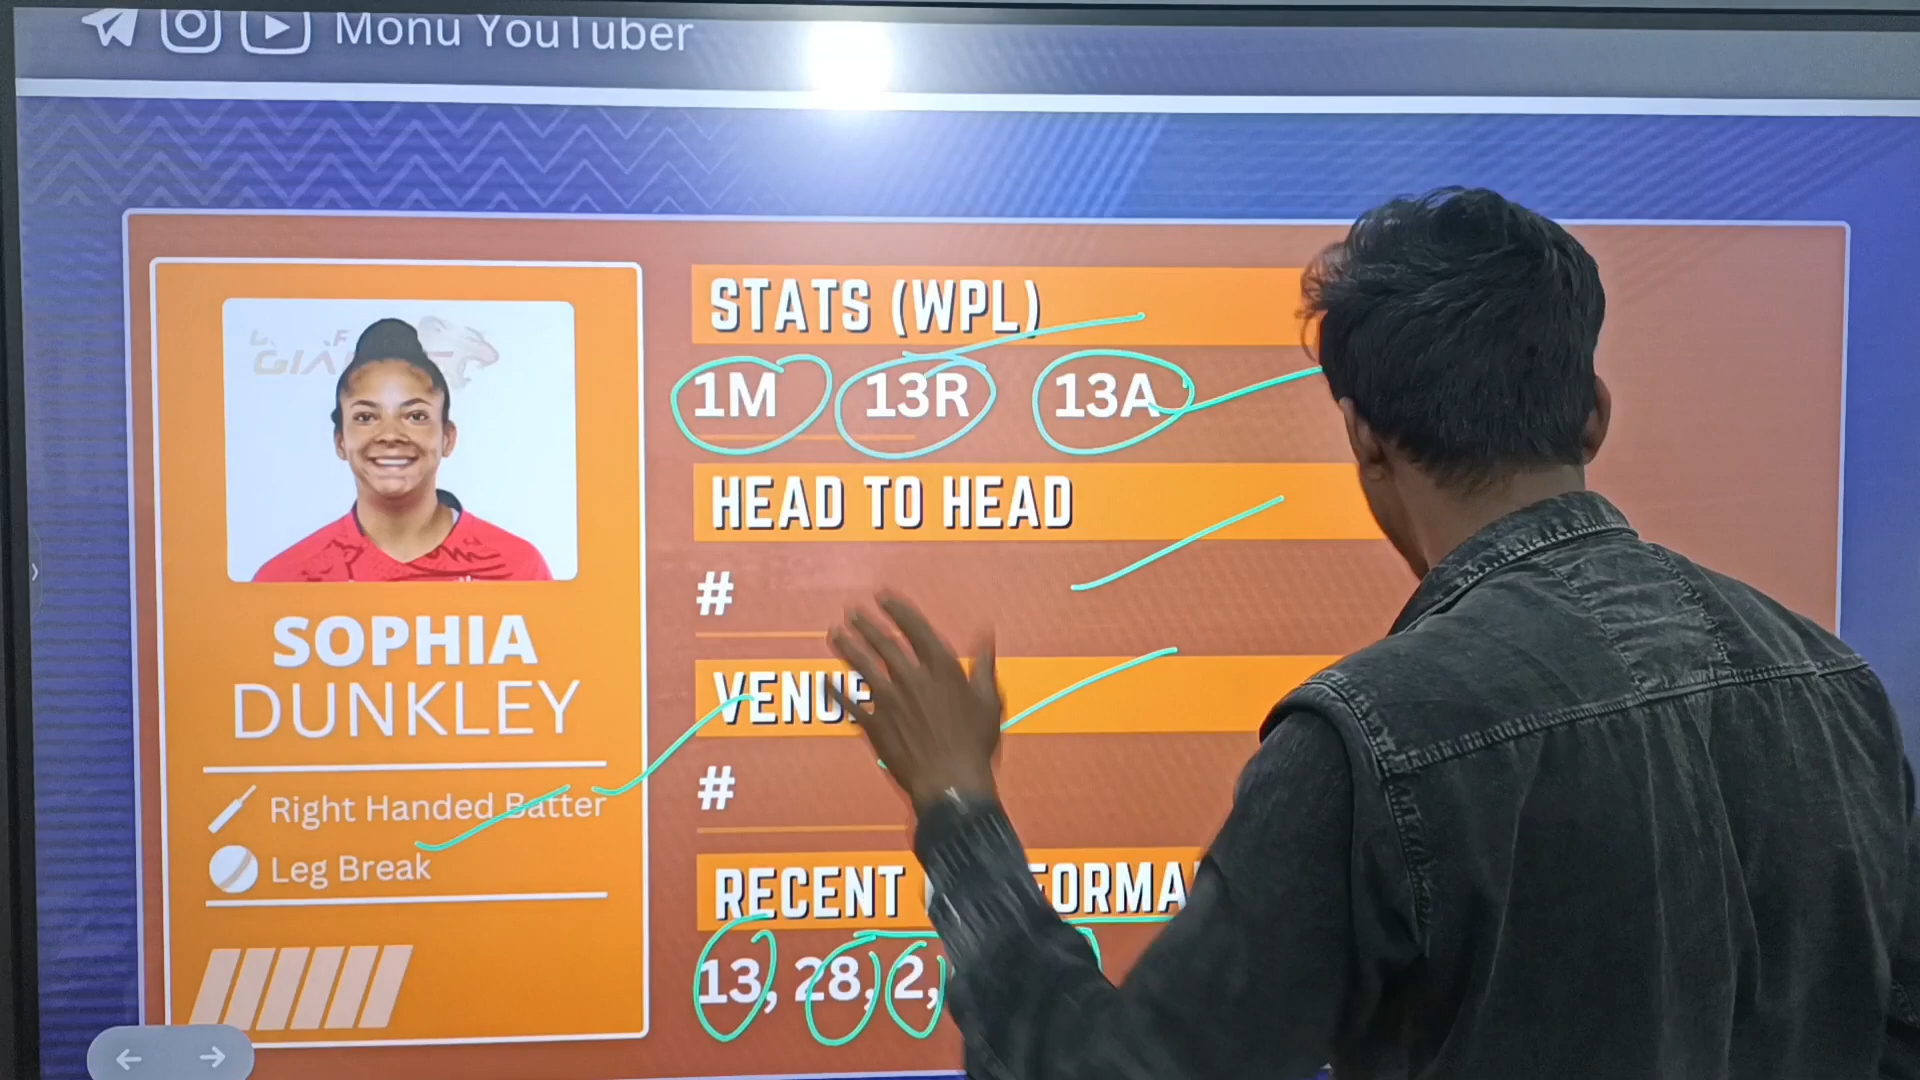 Monu YouTuber
STATS (WPL)
1M 13R 13A
HEAD TO HEAD
#
SOPHIA
DUNKLEY
VENUE
#
Right Handed Batter
Leg Break
RECENT
13, 28, 2,